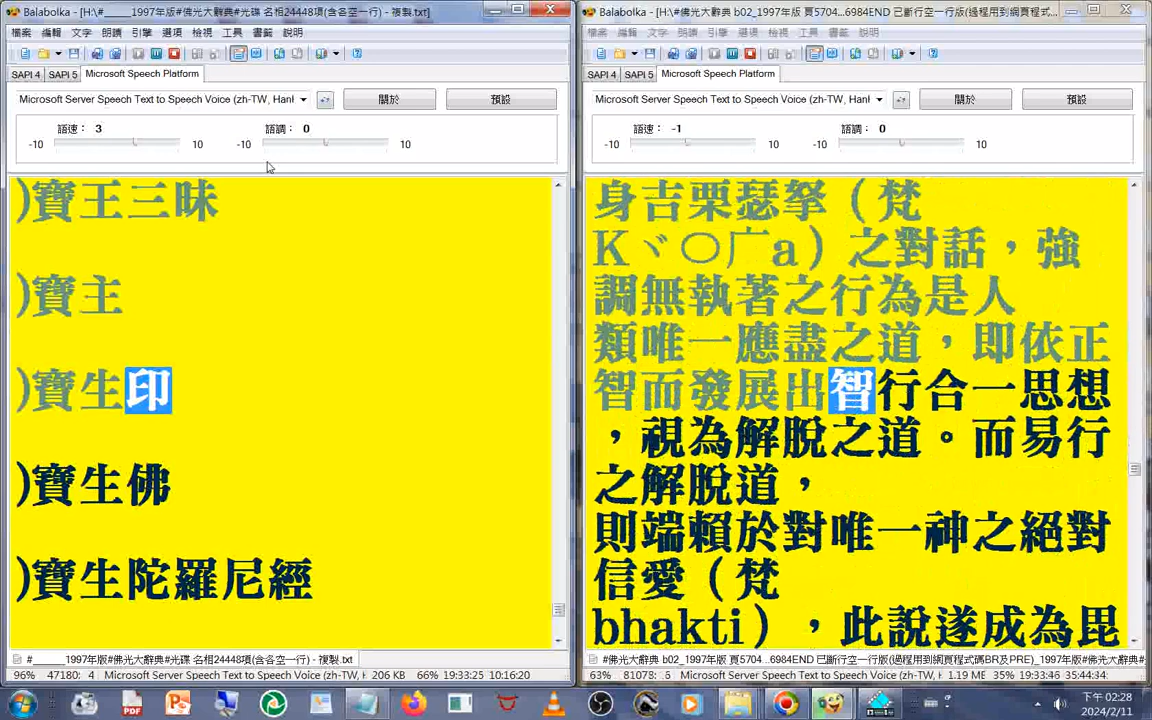 Balabolka - [H:\#_____1997年版#佛光大辭典#光碟 名相24448項(含各空一行) - 複製.txt]
檔案 編輯 文字 朗讀 引擎 選項 檢視 工具 書籤 說明
SAPI 4 SAPI 5 Microsoft Speech Platform
Microsoft Server Speech Text to Speech Voice (zh-TW, Hanl
關於 預設
語速： 3 語調： 0
-10 10 -10 10
)寶王三昧
)寶主
)寶生印
)寶生佛
)寶生陀羅尼經
#_____1997年版#佛光大辭典#光碟 名相24448項(含各空一行) - 複製.txt
96% 47180: 4 Microsoft Server Speech Text to Speech Voice (zh-TW, H 206 KB 66% 19:33:25 10:16:20
Balabolka - [H:\#佛光大辭典 b02_1997年版 頁5704...6984END 已斷行空一行版(過程用到網頁程式...
檔案 編輯 文字 朗讀 引擎 選項 檢視 工具 書籤 說明
SAPI 4 SAPI 5 Microsoft Speech Platform
Microsoft Server Speech Text to Speech Voice (zh-TW, Hanl
關於 預設
語速： -1 語調： 0
-10 10 -10 10
身吉栗瑟拏（梵
Kヾ○广a）之對話，強
調無執著之行為是人
類唯一應盡之道，即依正
智而發展出智行合一思想
，視為解脫之道。而易行
之解脫道，
則端賴於對唯一神之絕對
信愛（梵
bhakti），此說遂成為毘
#佛光大辭典 b02_1997年版 頁5704...6984END 已斷行空一行版(過程用到網頁程式碼BR及PRE)_1997年版#佛光大辭典#
63% 81078: Microsoft Server Speech Text to Speech Voice (zh-TW, H 1.19 ME 35% 19:33:46 35:44:34
下午 02:28
2024/2/11